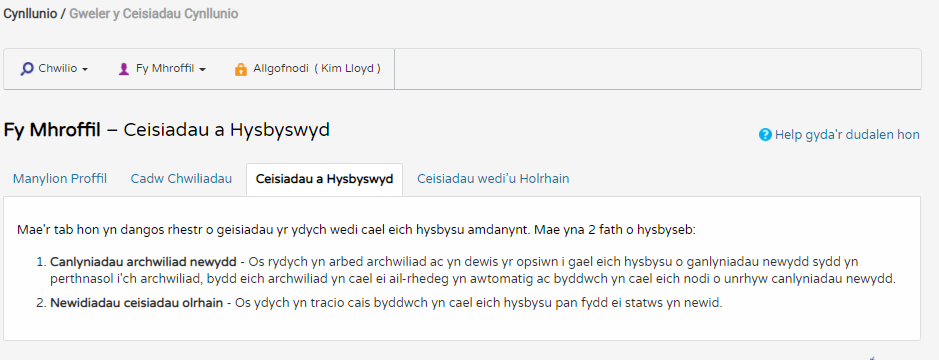 Cynllunio / Gweler y Ceisiadau Cynllunio
Chwilio Fy Mhroffil Allgofnodi ( Kim Lloyd )
Fy Mhroffil – Ceisiadau a Hysbyswyd
? Help gyda'r dudalen hon
Manylion Proffil Cadw Chwiliadau Ceisiadau a Hysbyswyd Ceisiadau wedi'u Holrhain
Mae'r tab hon yn dangos rhestr o geisiadau yr ydych wedi cael eich hysbysu amdanynt. Mae yna 2 fath o hysbyseb:
1. Canlyniadau archwiliad newydd - Os rydych yn arbed archwiliad ac yn dewis yr opsiwn i gael eich hysbysu o ganlyniadau newydd sydd yn
perthnasol i'ch archwiliad, bydd eich archwiliad yn cael ei ail-rhedeg yn awtomatig ac byddwch yn cael eich nodi o unrhyw canlyniadau newydd.
2. Newidiadau ceisiadau olrhain - Os ydych yn tracio cais byddwch yn cael eich hysbysu pan fydd ei statws yn newid.